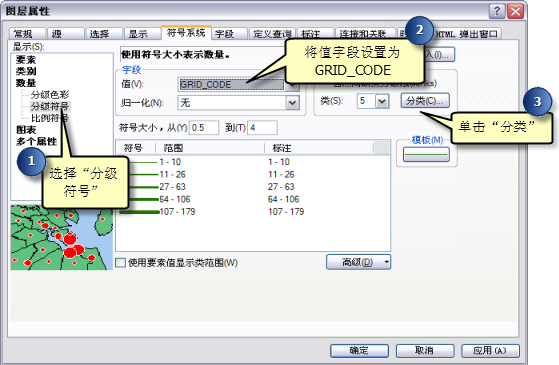 图层属性
常规 源 选择 显示 符号系统 字段 定义查询 标注 连接和关联 HTML 弹出窗口
显示(S):
要素
类别
数量
分级色彩
分级符号
比例符号
图表
多个属性
使用符号大小表示数量。
入(I)...
字段
值(V): GRID_CODE
归一化(N): 无
类(S): 5 分类(C)...
符号大小，从(Y) 0.5 到(T) 4
符号 范围 标注
1 - 10 1 - 10
11 - 26 11 - 26
27 - 63 27 - 63
64 - 106 64 - 106
107 - 179 107 - 179
模板(M)
使用要素值显示类范围(W)
高级(D)
确定 取消 应用(A)
1
选择“分级
符号”
2
将值字段设置为
GRID_CODE
3
单击“分类”